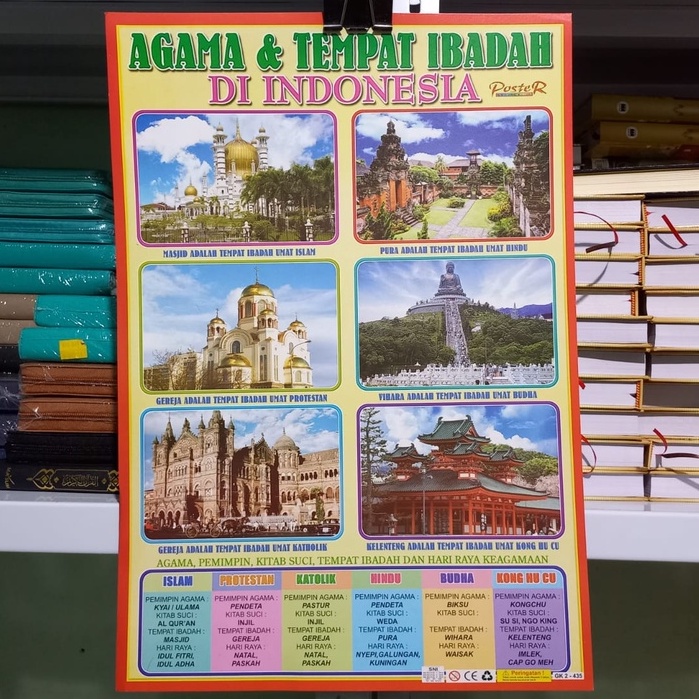 AGAMA & TEMPAT IBADAH
DI INDONESIA
PosteR
MASJID ADALAH TEMPAT IBADAH UMAT ISLAM
PURA ADALAH TEMPAT IBADAH UMAT HINDU
GEREJA ADALAH TEMPAT IBADAH UMAT PROTESTAN
VIHARA ADALAH TEMPAT IBADAH UMAT BUDHA
GEREJA ADALAH TEMPAT IBADAH UMAT KATHOLIK
KELENTENG ADALAH TEMPAT IBADAH UMAT KONG HU CU
AGAMA, PEMIMPIN, KITAB SUCI, TEMPAT IBADAH DAN HARI RAYA KEAGAMAAN
ISLAM
PEMIMPIN AGAMA :
KYAI / ULAMA
KITAB SUCI :
AL QUR'AN
TEMPAT IBADAH :
MASJID
HARI RAYA :
IDUL FITRI,
IDUL ADHA
PROTESTAN
PEMIMPIN AGAMA :
PENDETA
KITAB SUCI :
INJIL
TEMPAT IBADAH :
GEREJA
HARI RAYA :
NATAL,
PASKAH
KATOLIK
PEMIMPIN AGAMA :
PASTUR
KITAB SUCI :
INJIL
TEMPAT IBADAH :
GEREJA
HARI RAYA :
NATAL,
PASKAH
HINDU
PEMIMPIN AGAMA :
PENDETA
KITAB SUCI :
WEDA
TEMPAT IBADAH :
PURA
HARI RAYA :
NYEPI,GALUNGAN,
KUNINGAN
BUDHA
PEMIMPIN AGAMA :
BIKSU
KITAB SUCI :
TEMPAT IBADAH :
WIHARA
HARI RAYA :
WAISAK
KONG HU CU
PEMIMPIN AGAMA :
KONGCHU
KITAB SUCI :
SU SI, NGO KING
TEMPAT IBADAH :
KELENTENG
HARI RAYA :
IMLEK,
CAP GO MEH
SNI
CE
Peringatan !
GK 2 - 435